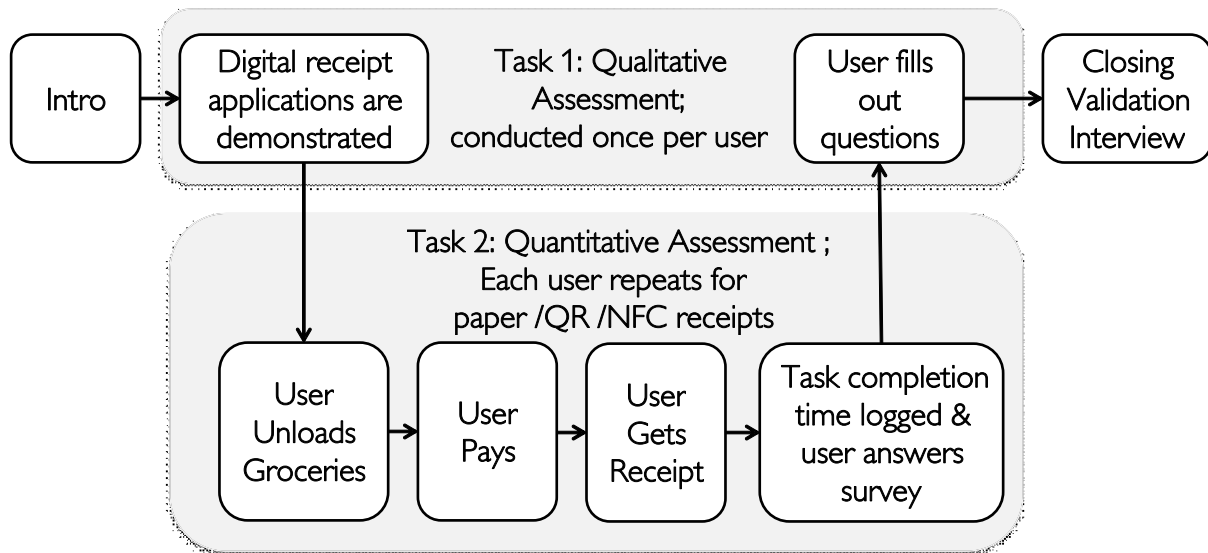 Intro
Digital receipt
applications are
demonstrated
Task 1: Qualitative
Assessment;
conducted once per user
User fills
out
questions
Closing
Validation
Interview
Task 2: Quantitative Assessment ;
Each user repeats for
paper /QR /NFC receipts
User
Unloads
Groceries
User
Pays
User
Gets
Receipt
Task completion
time logged &
user answers
survey